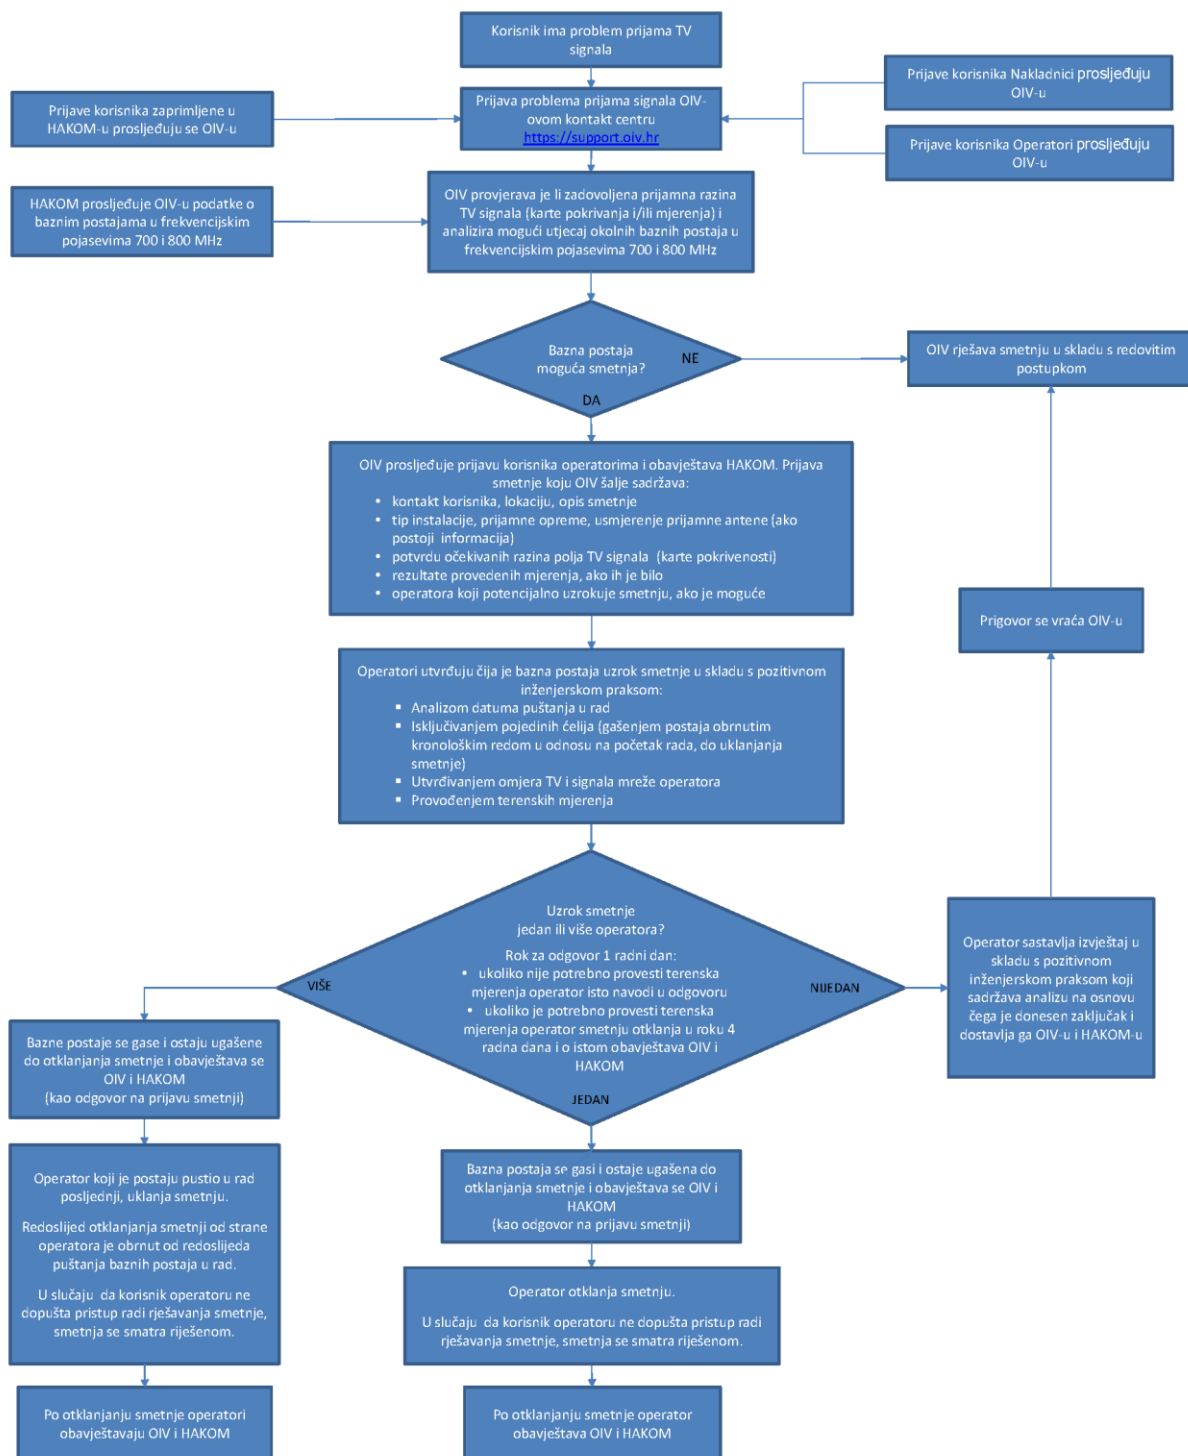 Korisnik ima problem prijama TV
signala
Prijave korisnika zaprimljene u
HAKOM-u prosljeđuju se OIV-u
Prijava problema prijama signala OIV-
ovom kontakt centru
https://support.oiv.hr
Prijave korisnika Nakladnici prosljeđuju
OIV-u
Prijave korisnika Operatori prosljeđuju
OIV-u
HAKOM prosljeđuje OIV-u podatke o
baznim postajama u frekvencijskim
pojasevima 700 i 800 MHz
OIV provjerava je li zadovoljena prijamna razina
TV signala (karte pokrivanja i/ili mjerenja) i
analizira mogući utjecaj okolnih baznih postaja u
frekvencijskim pojasevima 700 i 800 MHz
Bazna postaja
moguća smetnja?
NE
DA
OIV rješava smetnju u skladu s redovitim
postupkom
OIV prosljeđuje prijavu korisnika operatorima i obavještava HAKOM. Prijava
smetnje koju OIV šalje sadržava:
• kontakt korisnika, lokaciju, opis smetnje
• tip instalacije, prijamne opreme, usmjerenje prijamne antene (ako
postoji informacija)
• potvrdu očekivanih razina polja TV signala (karte pokrivenosti)
• rezultate provedenih mjerenja, ako ih je bilo
• operatora koji potencijalno uzrokuje smetnju, ako je moguće
Prigovor se vraća OIV-u
Operatori utvrđuju čija je bazna postaja uzrok smetnje u skladu s pozitivnom
inženjerskom praksom:
▪ Analizom datuma puštanja u rad
▪ Isključivanjem pojedinih ćelija (gašenjem postaja obrnutim
kronološkim redom u odnosu na početak rada, do uklanjanja
smetnje)
▪ Utvrđivanjem omjera TV i signala mreže operatora
▪ Provođenjem terenskih mjerenja
Uzrok smetnje
jedan ili više operatora?
Rok za odgovor 1 radni dan:
• ukoliko nije potrebno provesti terenska
mjerenja operator isto navodi u odgovoru
• ukoliko je potrebno provesti terenska
mjerenja operator smetnju otklanja u roku 4
radna dana i o istom obavještava OIV i
HAKOM
VIŠE
NIJEDAN
JEDAN
Operator sastavlja izvještaj u
skladu s pozitivnom
inženjerskom praksom koji
sadržava analizu na osnovu
čega je donesen zaključak i
dostavlja ga OIV-u i HAKOM-u
Bazne postaje se gase i ostaju ugašene
do otklanjanja smetnje i obavještava se
OIV i HAKOM
(kao odgovor na prijavu smetnji)
Operator koji je postaju pustio u rad
posljednji, uklanja smetnju.
Redoslijed otklanjanja smetnji od strane
operatora je obrnut od redoslijeda
puštanja baznih postaja u rad.
U slučaju da korisnik operatoru ne
dopušta pristup radi rješavanja smetnje,
smetnja se smatra riješenom.
Po otklanjanju smetnje operatori
obavještavaju OIV i HAKOM
Bazna postaja se gasi i ostaje ugašena do
otklanjanja smetnje i obavještava se OIV i
HAKOM
(kao odgovor na prijavu smetnji)
Operator otklanja smetnju.
U slučaju da korisnik operatoru ne dopušta pristup radi
rješavanja smetnje, smetnja se smatra riješenom.
Po otklanjanju smetnje operator
obavještava OIV i HAKOM